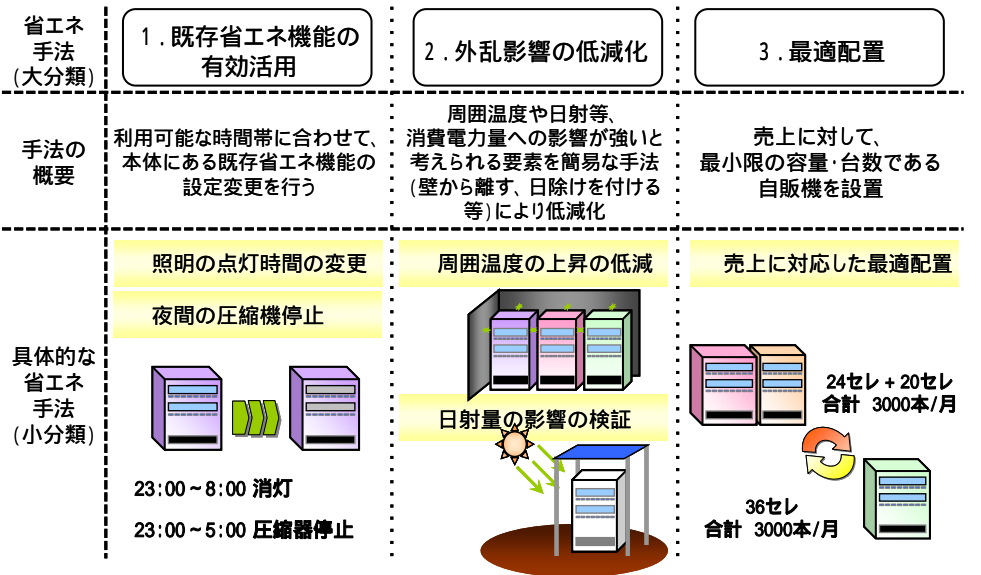 省エネ
手法
(大分類)
1.既存省エネ機能の
有効活用
2.外乱影響の低減化
3.最適配置
手法の
概要
利用可能な時間帯に合わせて、
本体にある既存省エネ機能の
設定変更を行う
周囲温度や日射等、
消費電力量への影響が強いと
考えられる要素を簡易な手法
(壁から離す、日除けを付ける
等)により低減化
売上に対して、
最小限の容量・台数である
自販機を設置
具体的な
省エネ
手法
(小分類)
照明の点灯時間の変更
夜間の圧縮機停止
23:00~8:00 消灯
23:00~5:00 圧縮器停止
周囲温度の上昇の低減
日射量の影響の検証
売上に対応した最適配置
24セレ + 20セレ
合計 3000本/月
36セレ
合計 3000本/月